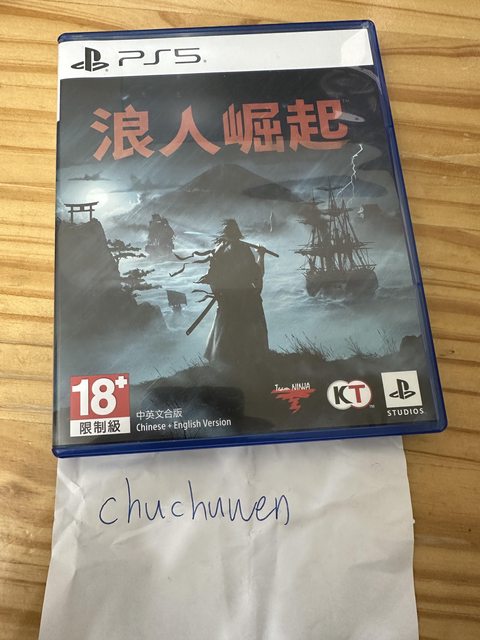 PS5
浪人崛起
18+
限制級
中英文合版
Chinese + English Version
Team NINJA
KT
STUDIOS
chuchuwen